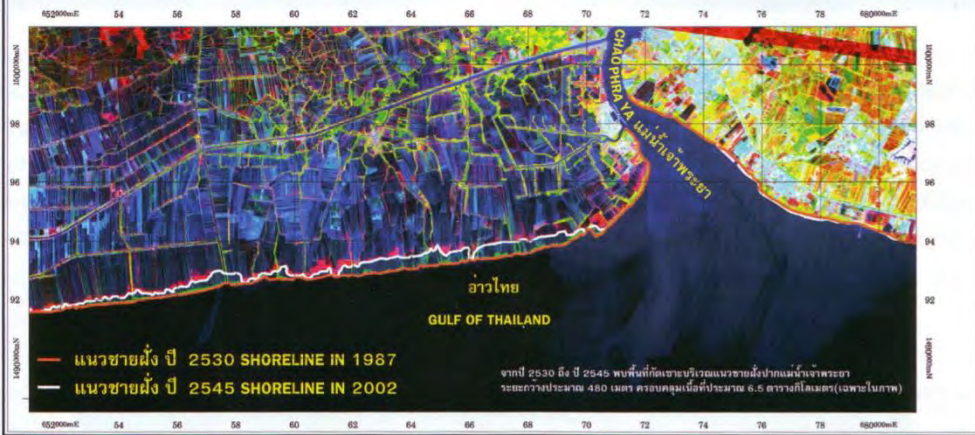 652000mE 54 56 58 60 62 64 66 68 70 72 74 76 78 680000mE
1500000mN 1500000mN
98 98
96 96
94 94
92 92
1490000mN 1490000mN
CHAO PHRA YA แม่น้ำเจ้าพระยา
อ่าวไทย
GULF OF THAILAND
แนวชายฝั่ง ปี 2530 SHORELINE IN 1987
แนวชายฝั่ง ปี 2545 SHORELINE IN 2002
จากปี 2530 ถึง ปี 2545 พบพื้นที่กัดเซาะบริเวณแนวชายฝั่งปากแม่น้ำเจ้าพระยา
ระยะกว้างประมาณ 480 เมตร ครอบคลุมเนื้อที่ประมาณ 6.5 ตารางกิโลเมตร(เฉพาะในภาพ)
652000mE 54 56 58 60 62 64 66 68 70 72 74 76 78 680000mE